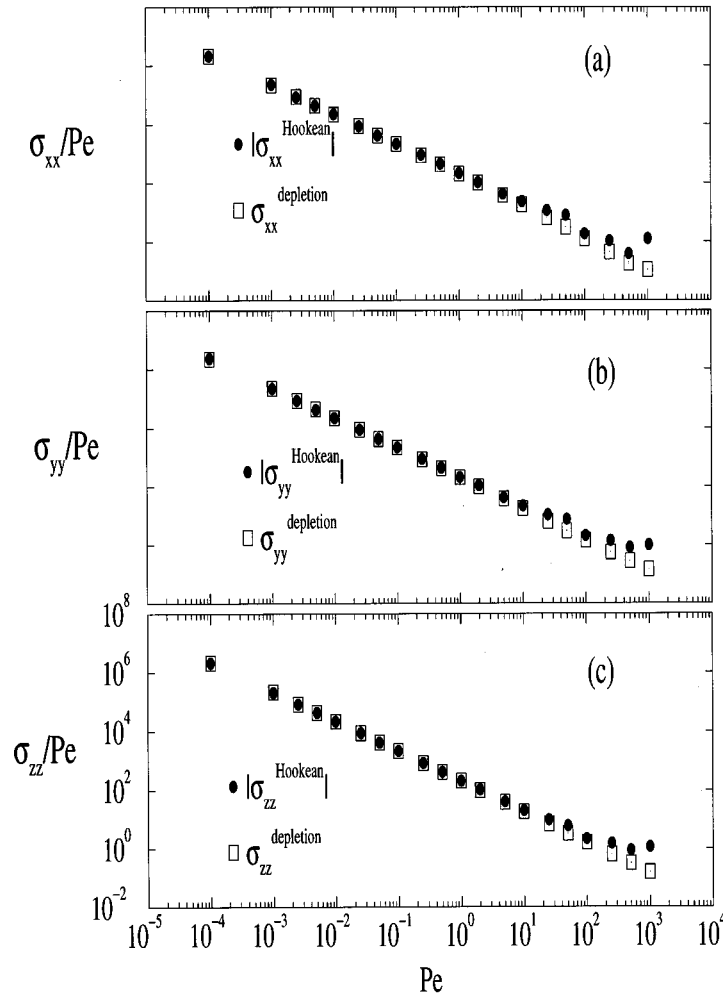 (a)
σxx/Pe
|σxx^Hookean|
σxx^depletion
(b)
σyy/Pe
|σyy^Hookean|
σyy^depletion
10^8
(c)
10^6
10^4
σzz/Pe
10^2
|σzz^Hookean|
10^0
σzz^depletion
10^-2
10^-5 10^-4 10^-3 10^-2 10^-1 10^0 10^1 10^2 10^3 10^4
Pe